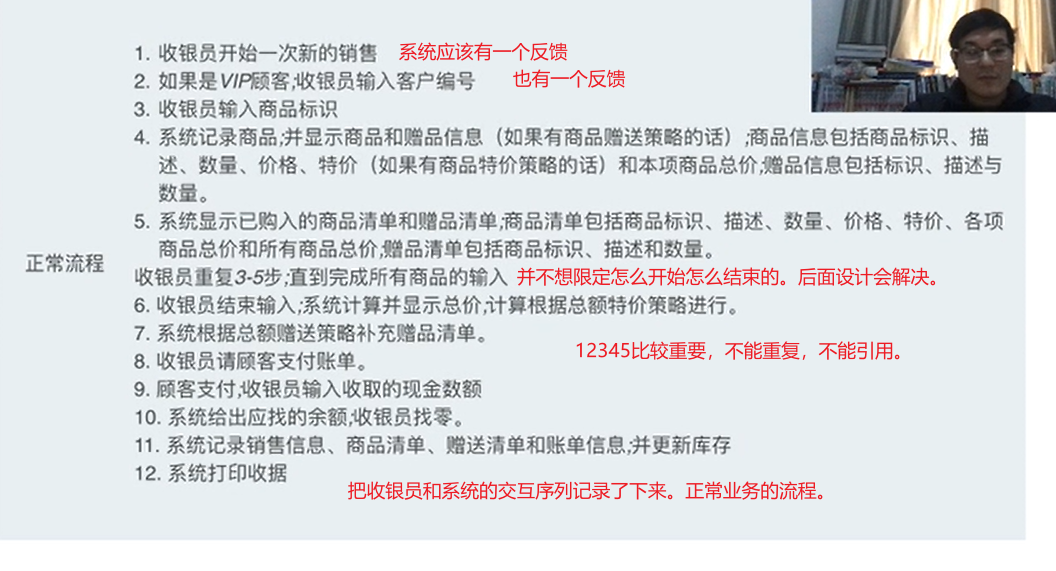 1. 收银员开始一次新的销售 系统应该有一个反馈
2. 如果是VIP顾客;收银员输入客户编号 也有一个反馈
3. 收银员输入商品标识
4. 系统记录商品;并显示商品和赠品信息（如果有商品赠送策略的话）;商品信息包括商品标识、描
述、数量、价格、特价（如果有商品特价策略的话）和本项商品总价;赠品信息包括标识、描述与
数量。
5. 系统显示已购入的商品清单和赠品清单;商品清单包括商品标识、描述、数量、价格、特价、各项
商品总价和所有商品总价;赠品清单包括商品标识、描述和数量。
正常流程
收银员重复3-5步;直到完成所有商品的输入 并不想限定怎么开始怎么结束的。后面设计会解决。
6. 收银员结束输入;系统计算并显示总价;计算根据总额特价策略进行。
7. 系统根据总额赠送策略补充赠品清单。
12345比较重要，不能重复，不能引用。
8. 收银员请顾客支付账单。
9. 顾客支付;收银员输入收取的现金数额
10. 系统给出应找的余额;收银员找零。
11. 系统记录销售信息、商品清单、赠送清单和账单信息;并更新库存
12. 系统打印收据
把收银员和系统的交互序列记录了下来。正常业务的流程。